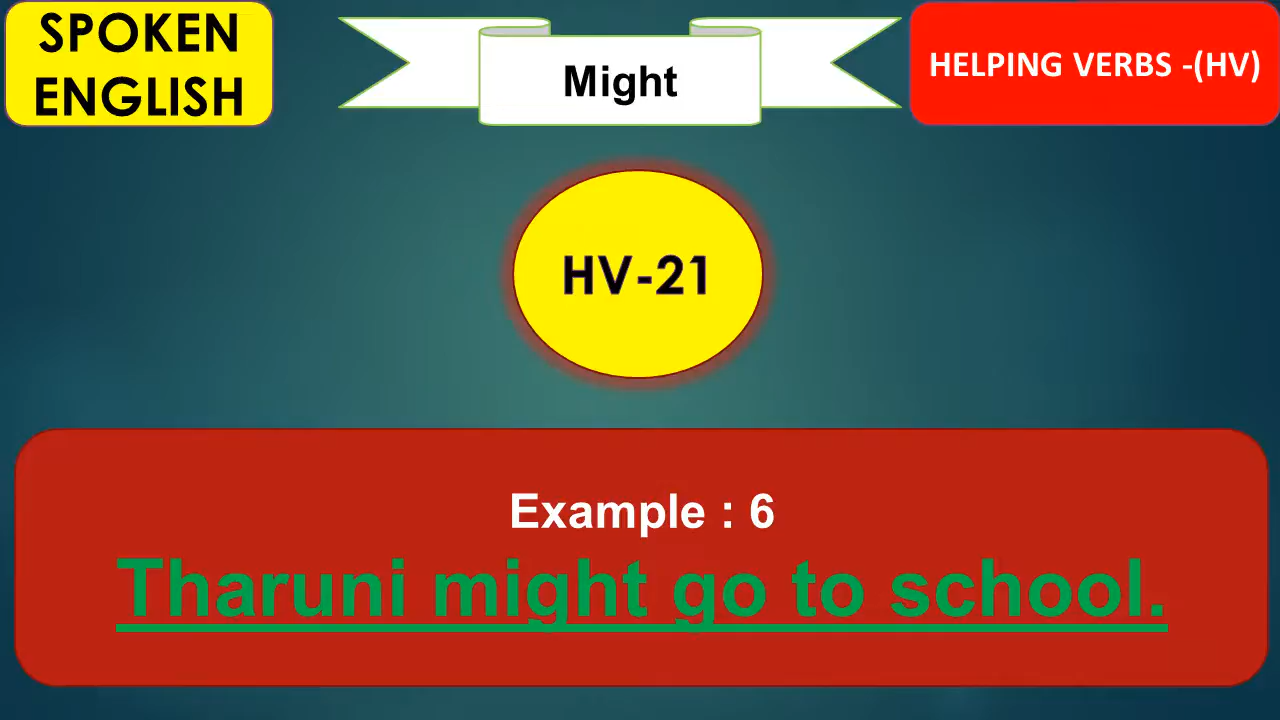 SPOKEN
ENGLISH
Might
HELPING VERBS -(HV)
HV-21
Example : 6
Tharuni might go to school.